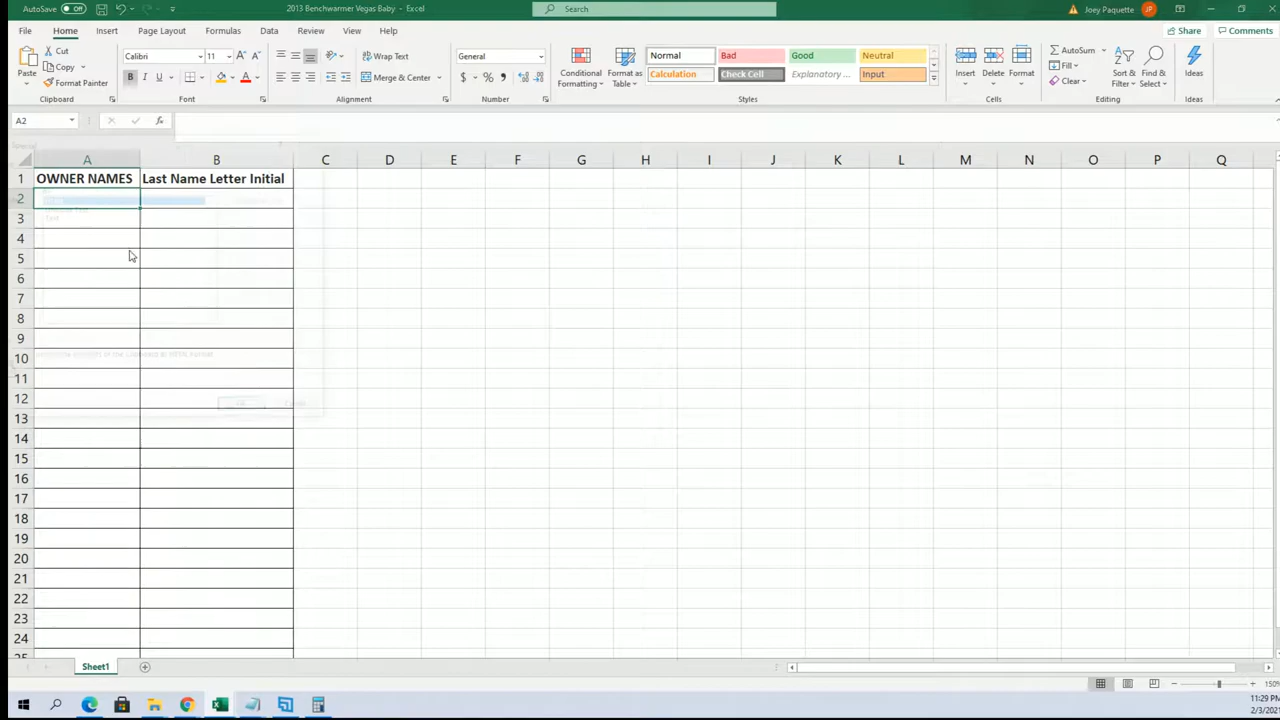 AutoSave Off 2013 Benchwarmer Vegas Baby - Excel Search Joey Paquette JP
File Home Insert Page Layout Formulas Data Review View Help Share Comments
Paste Cut Copy Format Painter Clipboard
Calibri 11 B I U Font
Wrap Text Merge & Center Alignment
General $ % Number
Conditional Formatting Format as Table
Normal Bad Good Neutral
Calculation Check Cell Explanatory ... Input
Styles
Insert Delete Format Cells
AutoSum Fill Clear Sort & Filter Find & Select Editing
Ideas Ideas
A2 fx
A B C D E F G H I J K L M N O P Q
1 OWNER NAMES Last Name Letter Initial
2
3
4
5
6
7
8
9
10
11
12
13
14
15
16
17
18
19
20
21
22
23
24
25
Sheet1
150%
11:29 PM
2/3/2021